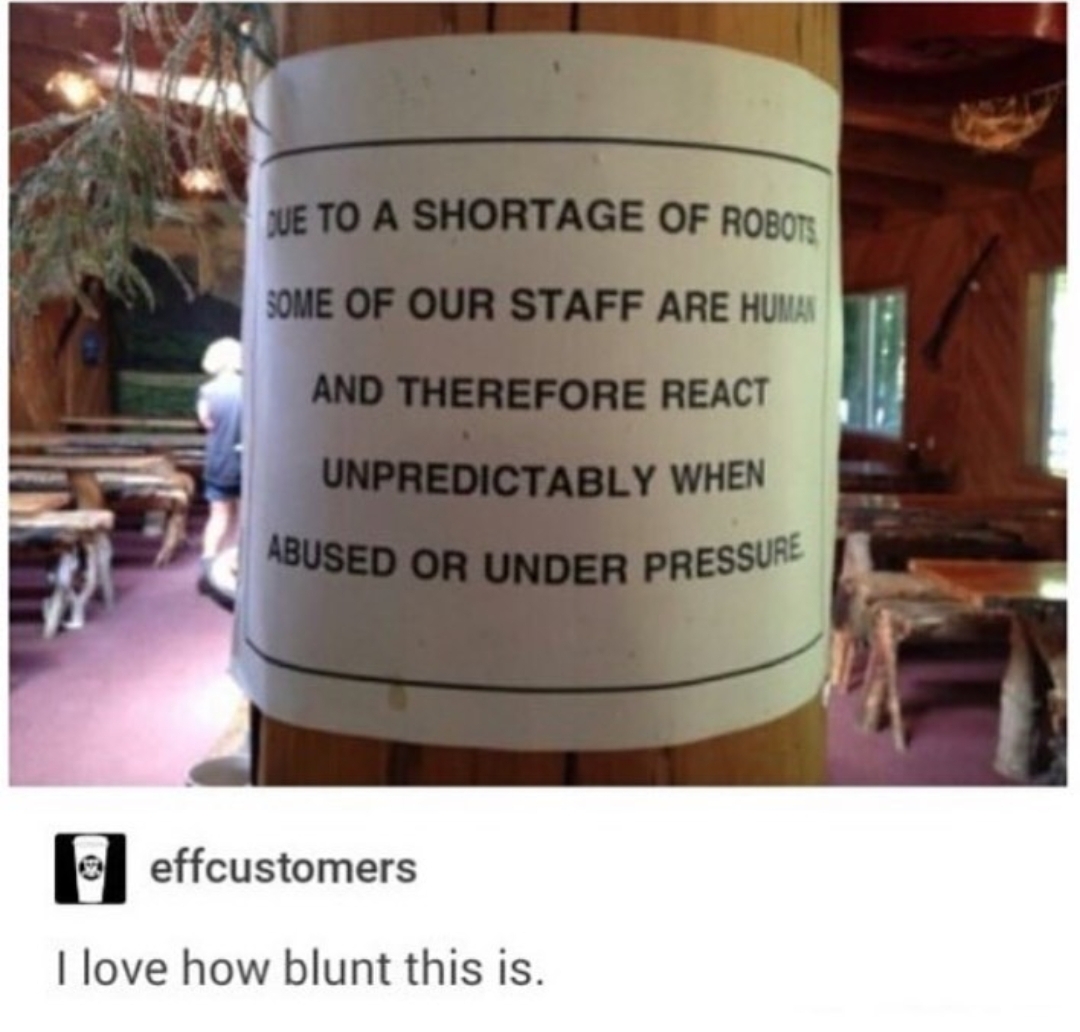 DUE TO A SHORTAGE OF ROBOTS,
SOME OF OUR STAFF ARE HUMAN
AND THEREFORE REACT
UNPREDICTABLY WHEN
ABUSED OR UNDER PRESSURE.
effcustomers
I love how blunt this is.